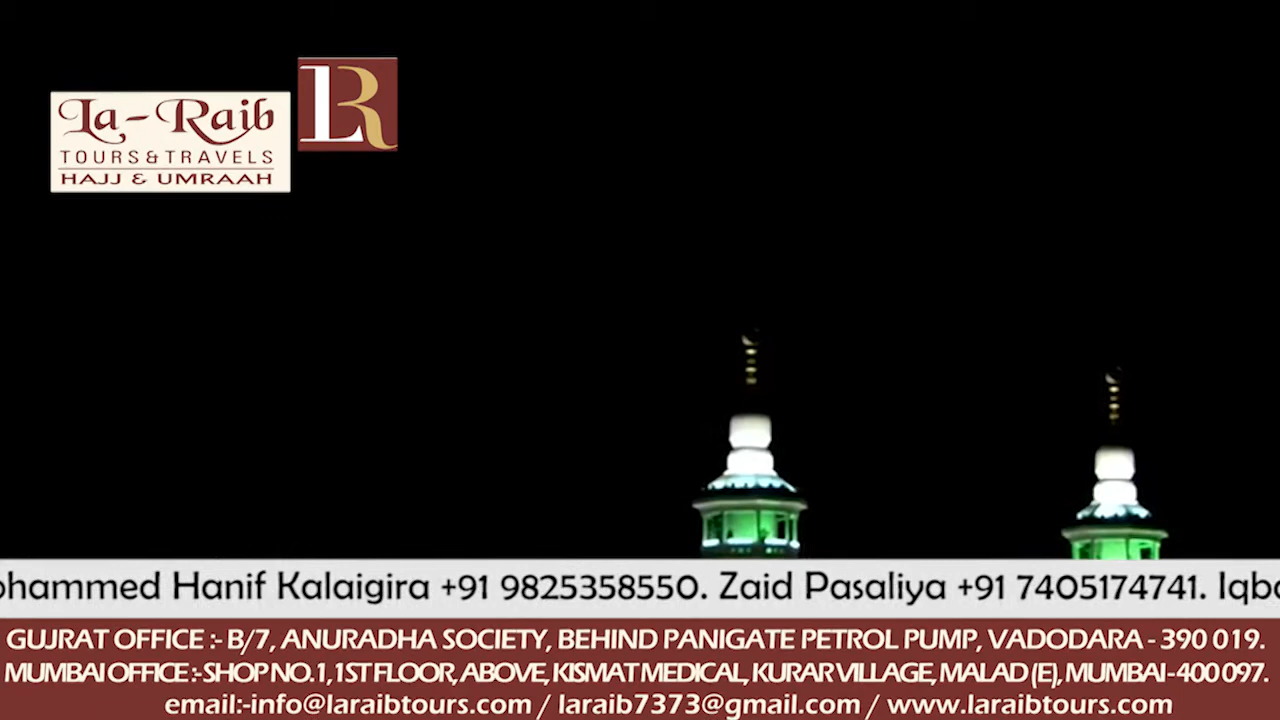 La-Raib
TOURS&TRAVELS
HAJJ & UMRAAH
LR
Hanif Kalaigira +91 9825358550. Zaid Pasaliya +91 7405174741.
GUJRAT OFFICE :- B/7, ANURADHA SOCIETY, BEHIND PANIGATE PETROL PUMP, VADODARA - 390 019.
MUMBAI OFFICE :- SHOP NO. 1, 1ST FLOOR, ABOVE, KISMAT MEDICAL, KURAR VILLAGE, MALAD (E), MUMBAI - 400 097.
email:-info@laraibtours.com / laraib7373@gmail.com / www.laraibtours.com